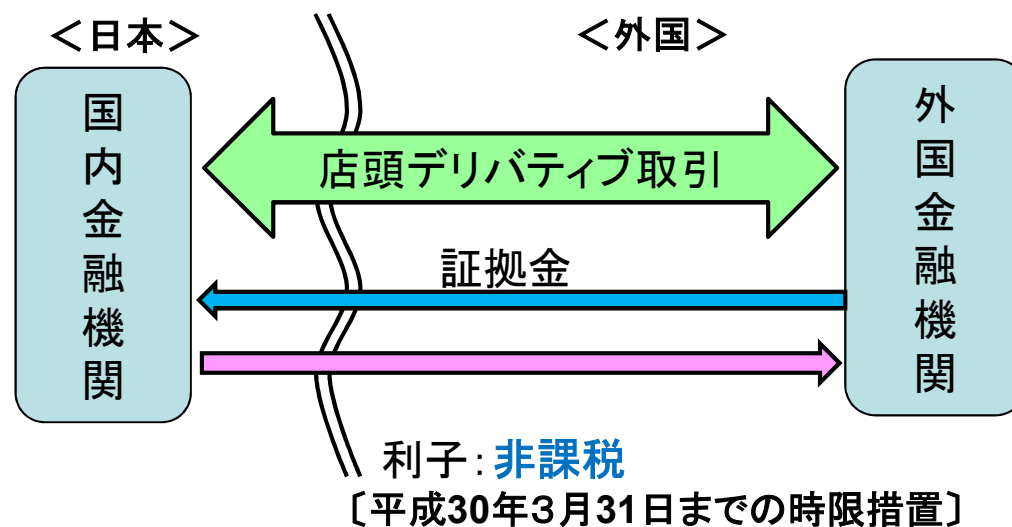 ＜日本＞
＜外国＞
国内金融機関
店頭デリバティブ取引
外国金融機関
証拠金
利子：非課税
〔平成30年３月31日までの時限措置〕